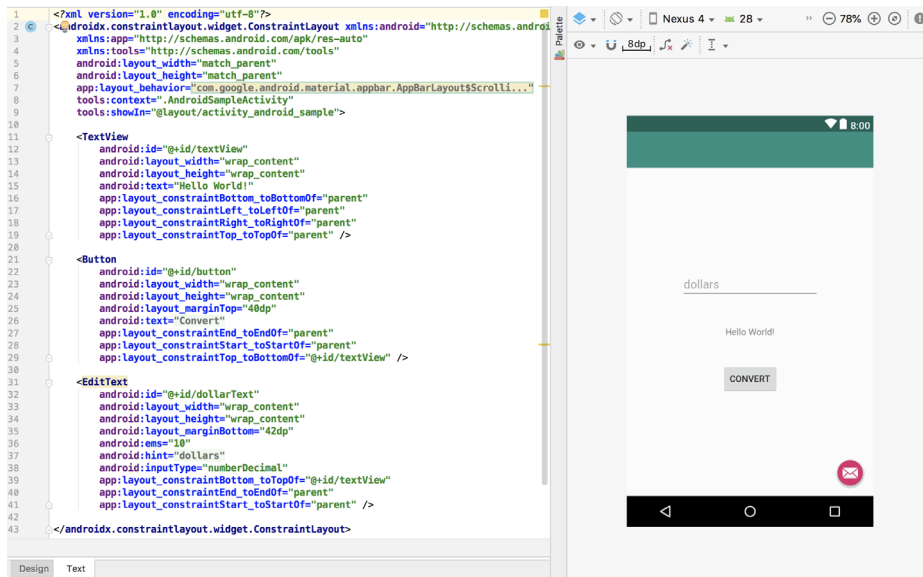 1 <?xml version="1.0" encoding="utf-8"?>
2 <androidx.constraintlayout.widget.ConstraintLayout xmlns:android="http://schemas.androi
3 xmlns:app="http://schemas.android.com/apk/res-auto"
4 xmlns:tools="http://schemas.android.com/tools"
5 android:layout_width="match_parent"
6 android:layout_height="match_parent"
7 app:layout_behavior="com.google.android.material.appbar.AppBarLayout$Scrolli..."
8 tools:context=".AndroidSampleActivity"
9 tools:showIn="@layout/activity_android_sample">
10
11 <TextView
12 android:id="@+id/textView"
13 android:layout_width="wrap_content"
14 android:layout_height="wrap_content"
15 android:text="Hello World!"
16 app:layout_constraintBottom_toBottomOf="parent"
17 app:layout_constraintLeft_toLeftOf="parent"
18 app:layout_constraintRight_toRightOf="parent"
19 app:layout_constraintTop_toTopOf="parent" />
20
21 <Button
22 android:id="@+id/button"
23 android:layout_width="wrap_content"
24 android:layout_height="wrap_content"
25 android:layout_marginTop="40dp"
26 android:text="Convert"
27 app:layout_constraintEnd_toEndOf="parent"
28 app:layout_constraintStart_toStartOf="parent"
29 app:layout_constraintTop_toBottomOf="@+id/textView" />
30
31 <EditText
32 android:id="@+id/dollarText"
33 android:layout_width="wrap_content"
34 android:layout_height="wrap_content"
35 android:layout_marginBottom="42dp"
36 android:ems="10"
37 android:hint="dollars"
38 android:inputType="numberDecimal"
39 app:layout_constraintBottom_toTopOf="@+id/textView"
40 app:layout_constraintEnd_toEndOf="parent"
41 app:layout_constraintStart_toStartOf="parent" />
42
43 </androidx.constraintlayout.widget.ConstraintLayout>
Design Text
Palette
Nexus 4 28 » 78%
8dp
8:00
dollars
Hello World!
CONVERT